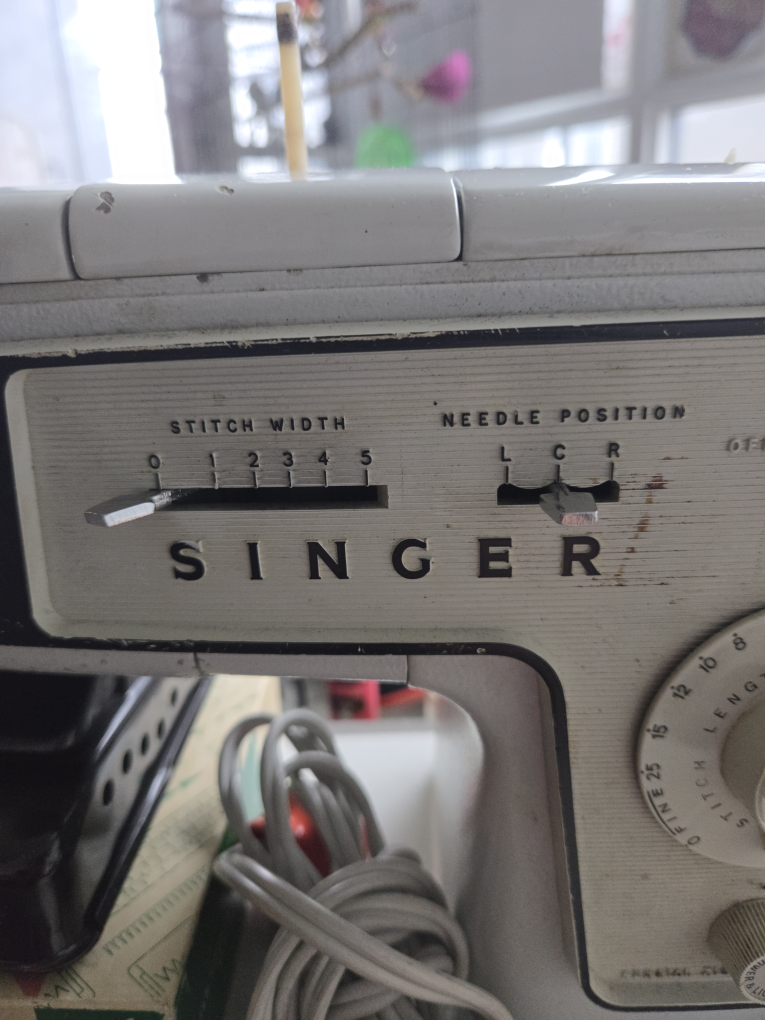 STITCH WIDTH
0 1 2 3 4 5
NEEDLE POSITION
L C R
SINGER
8 10 12 15 25 FINE 0
STITCH LENG